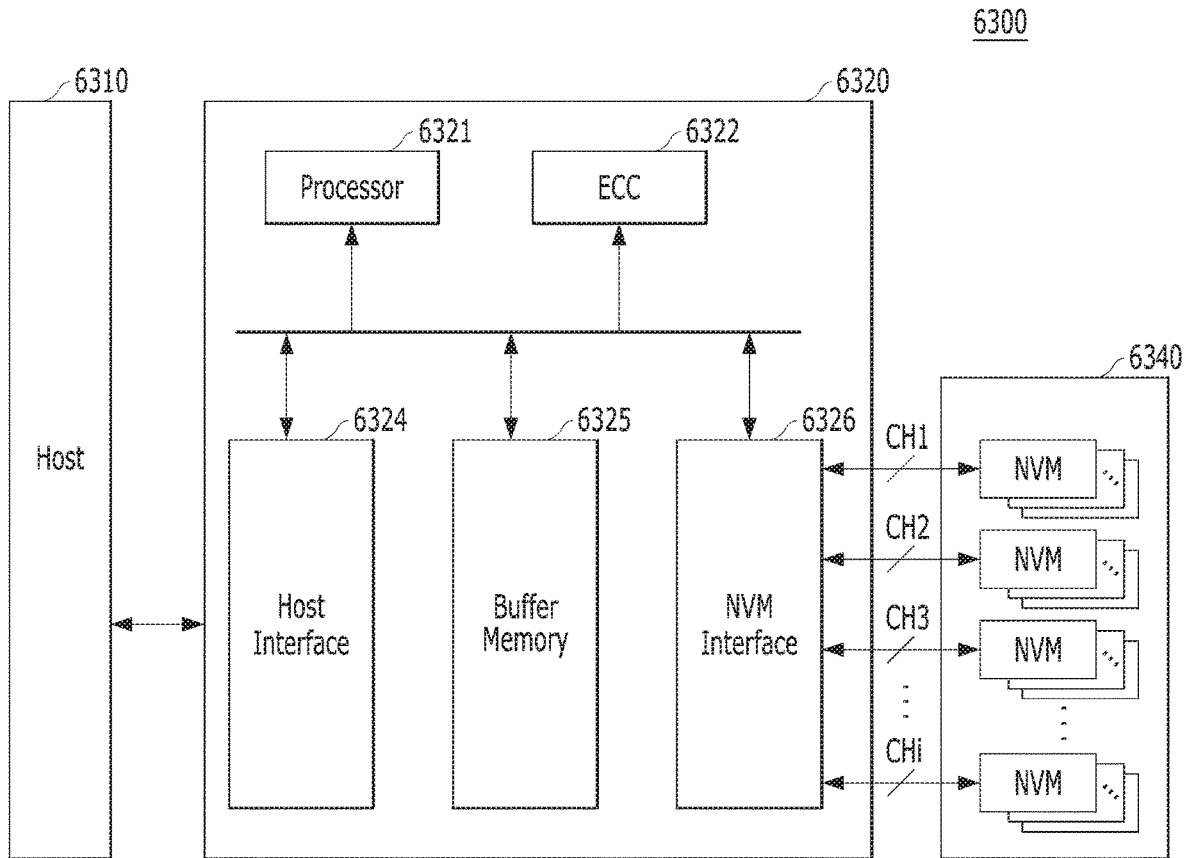 6300
6310
6320
6321
6322
Processor
ECC
6340
6324
6325
6326
CH1
Host
NVM
CH2
NVM
Host
Interface
Buffer
Memory
NVM
Interface
CH3
NVM
CHi
NVM